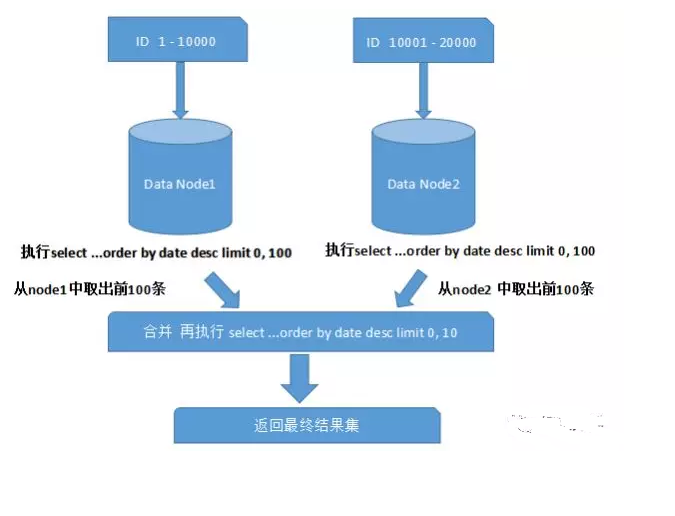 ID 1 - 10000
ID 10001 - 20000
Data Node1
Data Node2
执行select ...order by date desc limit 0, 100
执行select ...order by date desc limit 0, 100
从node1中取出前100条
从node2 中取出前100条
合并 再执行 select ...order by date desc limit 0, 10
返回最终结果集